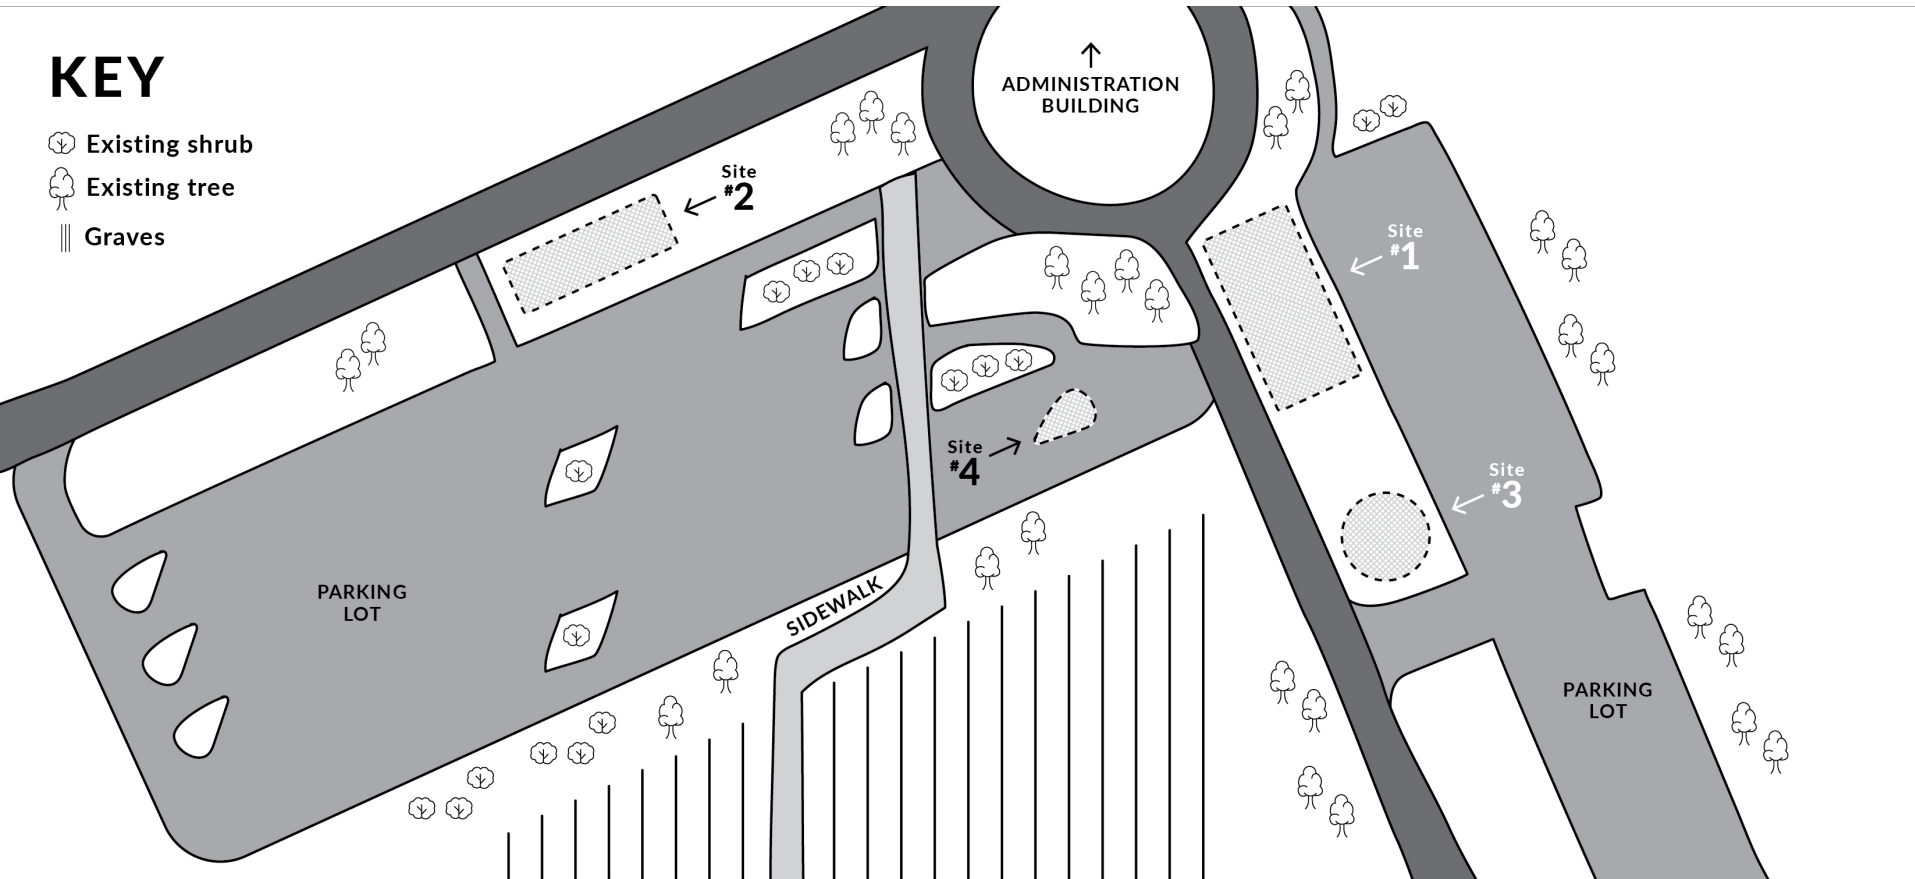 KEY
Existing shrub
Existing tree
Graves
ADMINISTRATION
BUILDING
Site
#2
Site
#1
Site
#4
Site
#3
PARKING
LOT
SIDEWALK
PARKING
LOT